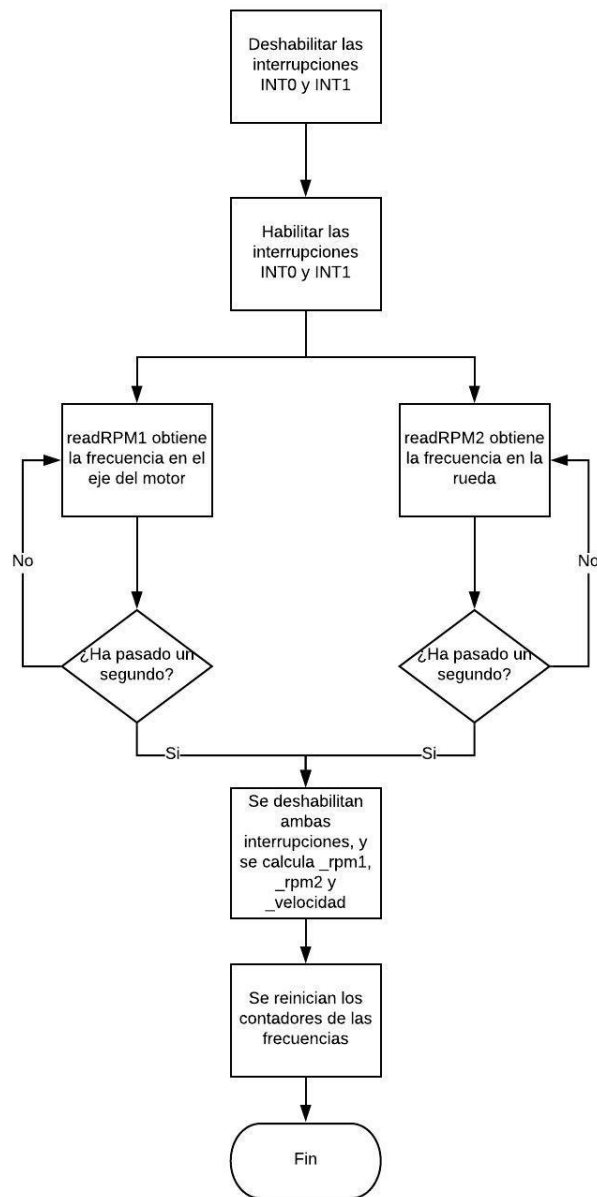 Deshabilitar las
interrupciones
INT0 y INT1
Habilitar las
interrupciones
INT0 y INT1
readRPM1 obtiene
la frecuencia en el
eje del motor
readRPM2 obtiene
la frecuencia en la
rueda
No
No
¿Ha pasado un
segundo?
¿Ha pasado un
segundo?
Si
Si
Se deshabilitan
ambas
interrupciones, y
se calcula _rpm1,
_rpm2 y
_velocidad
Se reinician los
contadores de las
frecuencias
Fin